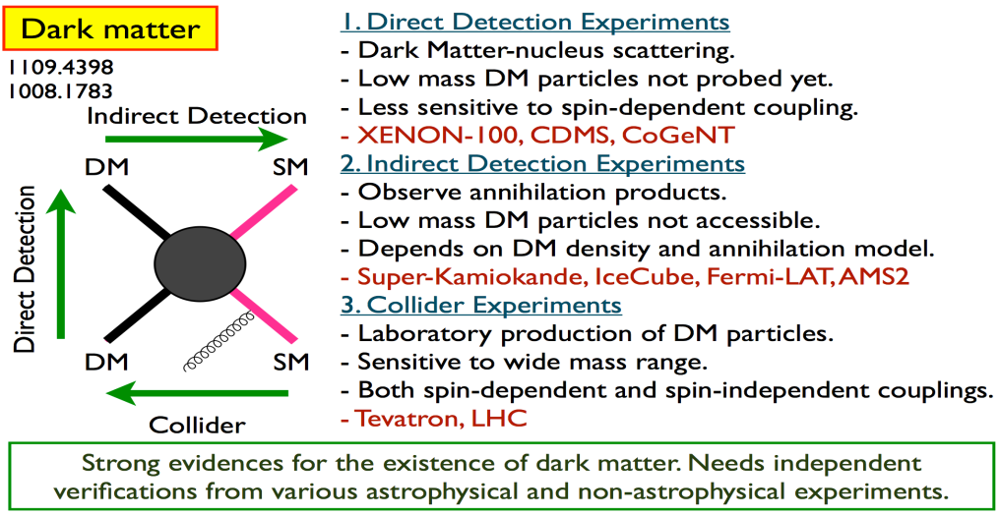 Dark matter
1109.4398
1008.1783
Indirect Detection
DM
SM
Direct Detection
DM
SM
Collider
1. Direct Detection Experiments
- Dark Matter-nucleus scattering.
- Low mass DM particles not probed yet.
- Less sensitive to spin-dependent coupling.
- XENON-100, CDMS, CoGeNT
2. Indirect Detection Experiments
- Observe annihilation products.
- Low mass DM particles not accessible.
- Depends on DM density and annihilation model.
- Super-Kamiokande, IceCube, Fermi-LAT, AMS2
3. Collider Experiments
- Laboratory production of DM particles.
- Sensitive to wide mass range.
- Both spin-dependent and spin-independent couplings.
- Tevatron, LHC
Strong evidences for the existence of dark matter. Needs independent
verifications from various astrophysical and non-astrophysical experiments.